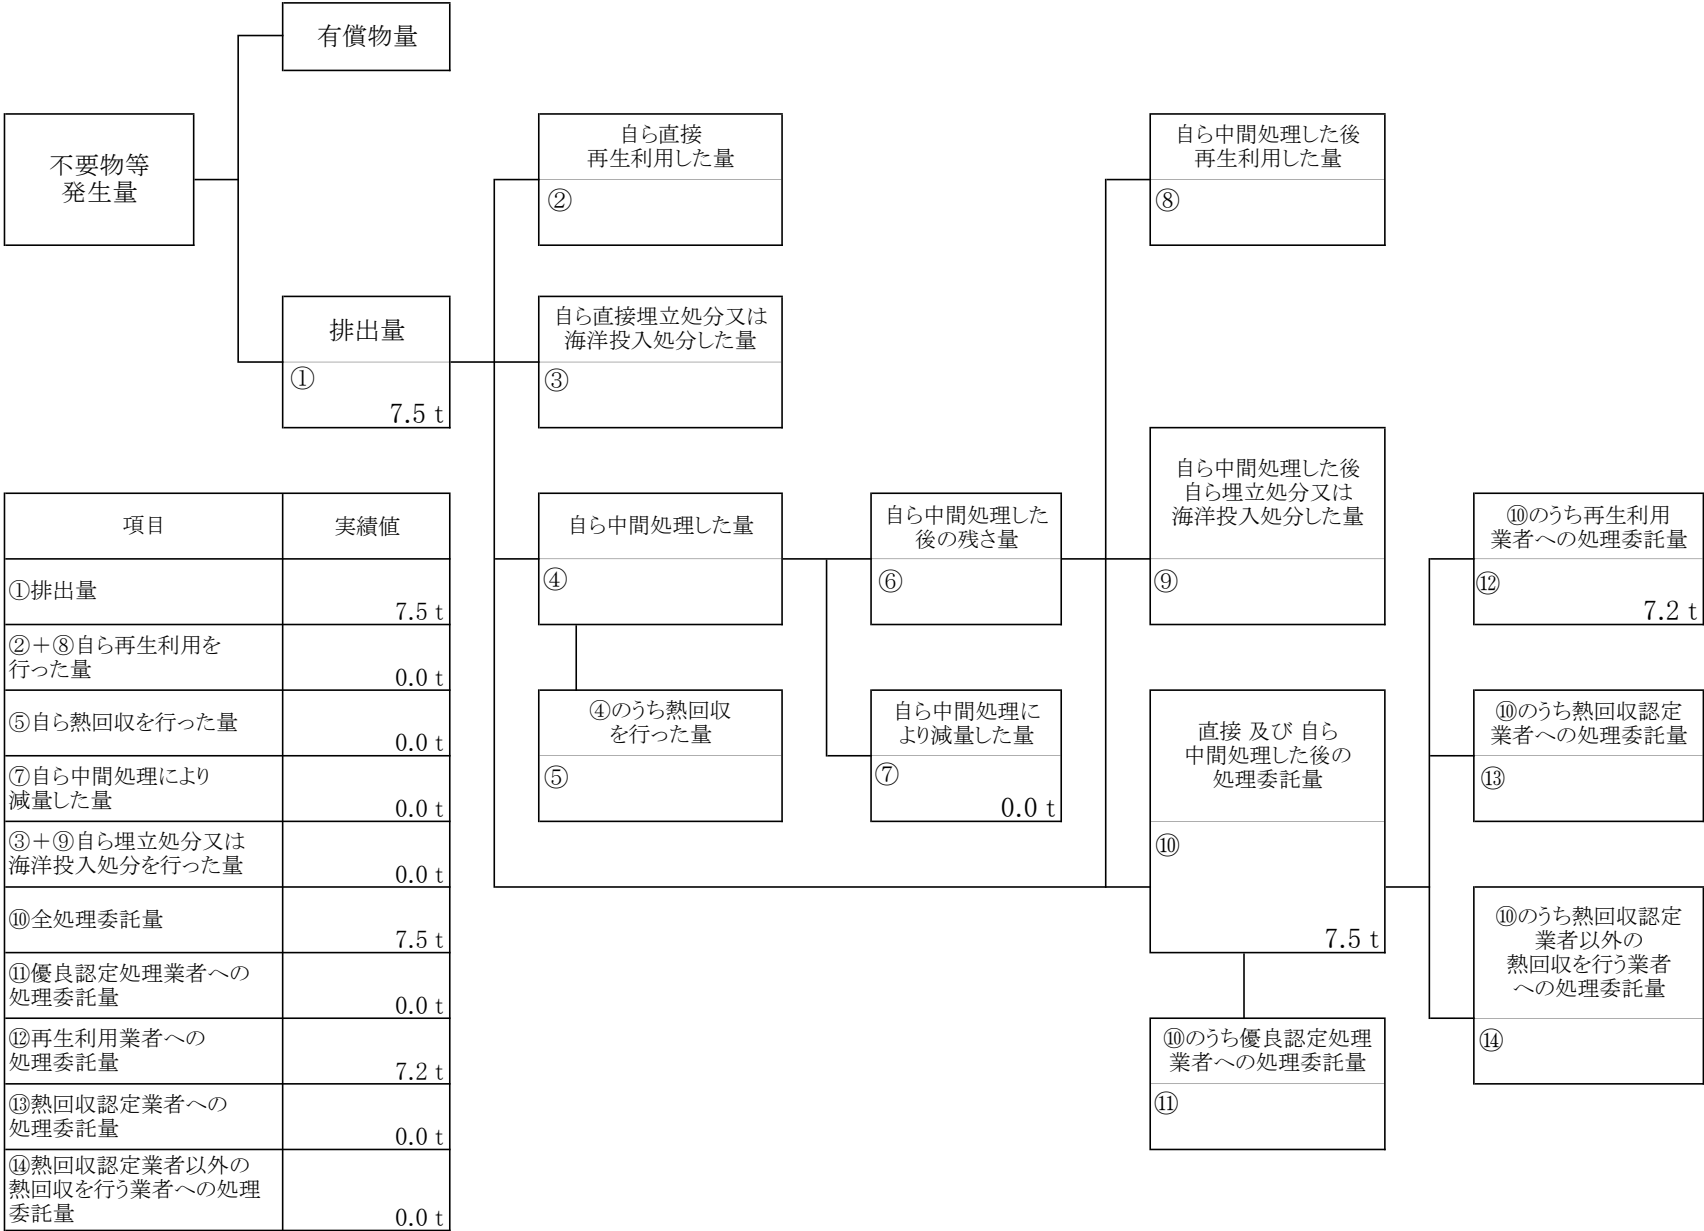 有償物量
不要物等
発生量
自ら直接
再生利用した量
②
自ら中間処理した後
再生利用した量
⑧
排出量
①
7.5 t
自ら直接埋立処分又は
海洋投入処分した量
③
自ら中間処理した量
④
自ら中間処理した
後の残さ量
⑥
自ら中間処理した後
自ら埋立処分又は
海洋投入処分した量
⑨
⑩のうち再生利用
業者への処理委託量
⑫
7.2 t
④のうち熱回収
を行った量
⑤
自ら中間処理に
より減量した量
⑦
0.0 t
直接 及び 自ら
中間処理した後の
処理委託量
⑩
7.5 t
⑩のうち熱回収認定
業者への処理委託量
⑬
⑩のうち熱回収認定
業者以外の
熱回収を行う業者
への処理委託量
⑭
⑩のうち優良認定処理
業者への処理委託量
⑪
項目
実績値
①排出量
7.5 t
②＋⑧自ら再生利用を
行った量
0.0 t
⑤自ら熱回収を行った量
0.0 t
⑦自ら中間処理により
減量した量
0.0 t
③＋⑨自ら埋立処分又は
海洋投入処分を行った量
0.0 t
⑩全処理委託量
7.5 t
⑪優良認定処理業者への
処理委託量
0.0 t
⑫再生利用業者への
処理委託量
7.2 t
⑬熱回収認定業者への
処理委託量
0.0 t
⑭熱回収認定業者以外の
熱回収を行う業者への処理
委託量
0.0 t